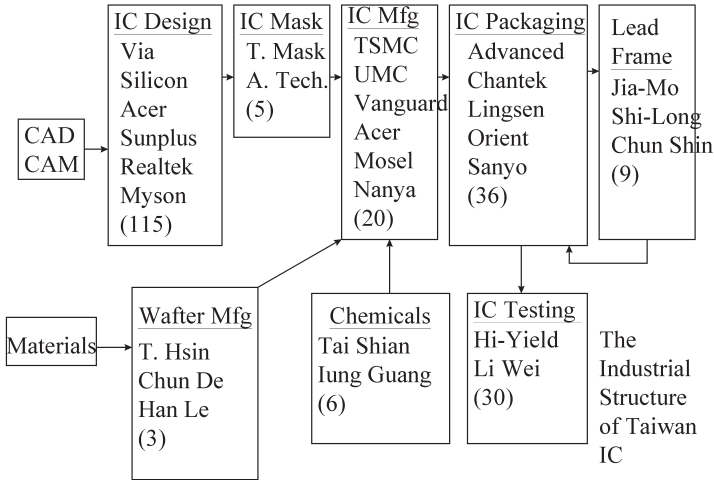 CAD
CAM
IC Design
Via
Silicon
Acer
Sunplus
Realtek
Myson
(115)
IC Mask
T. Mask
A. Tech.
(5)
IC Mfg
TSMC
UMC
Vanguard
Acer
Mosel
Nanya
(20)
IC Packaging
Advanced
Chantek
Lingsen
Orient
Sanyo
(36)
Lead
Frame
Jia-Mo
Shi-Long
Chun Shin
(9)
Materials
Wafter Mfg
T. Hsin
Chun De
Han Le
(3)
Chemicals
Tai Shian
Iung Guang
(6)
IC Testing
Hi-Yield
Li Wei
(30)
The
Industrial
Structure
of Taiwan
IC